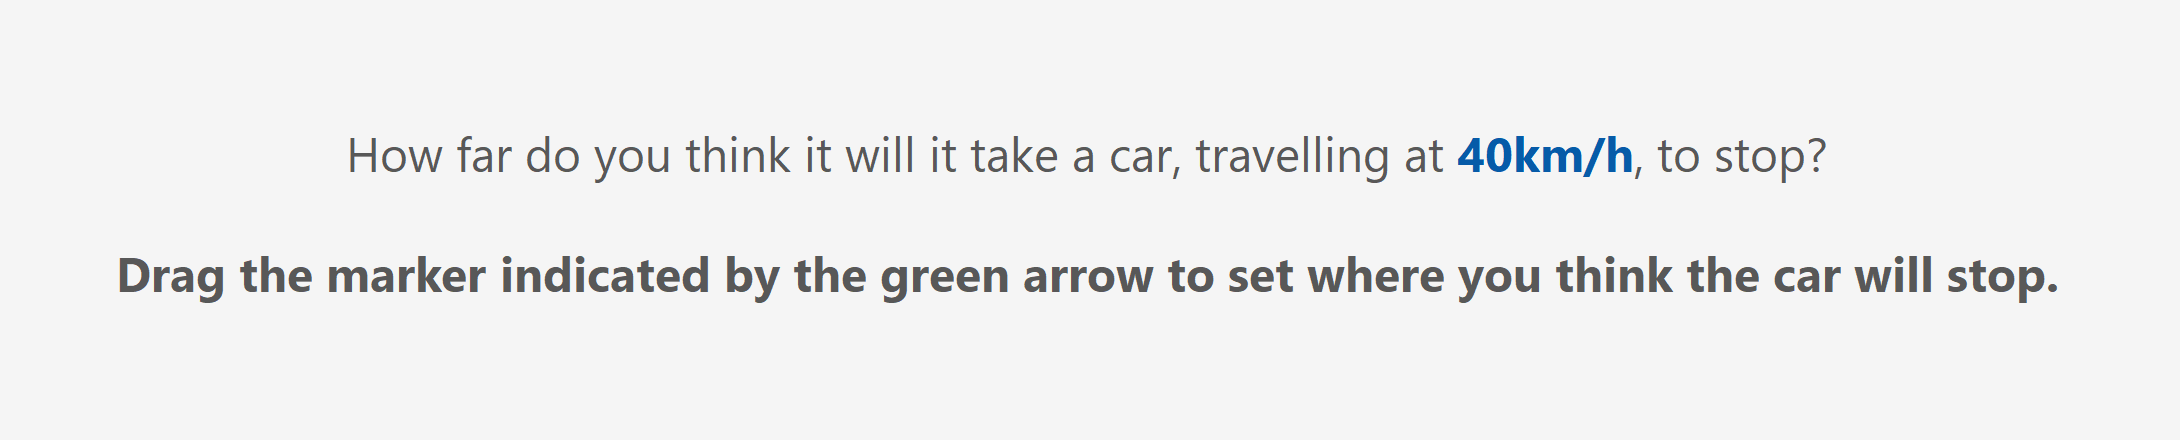 How far do you think it will it take a car, travelling at 40km/h, to stop?
Drag the marker indicated by the green arrow to set where you think the car will stop.